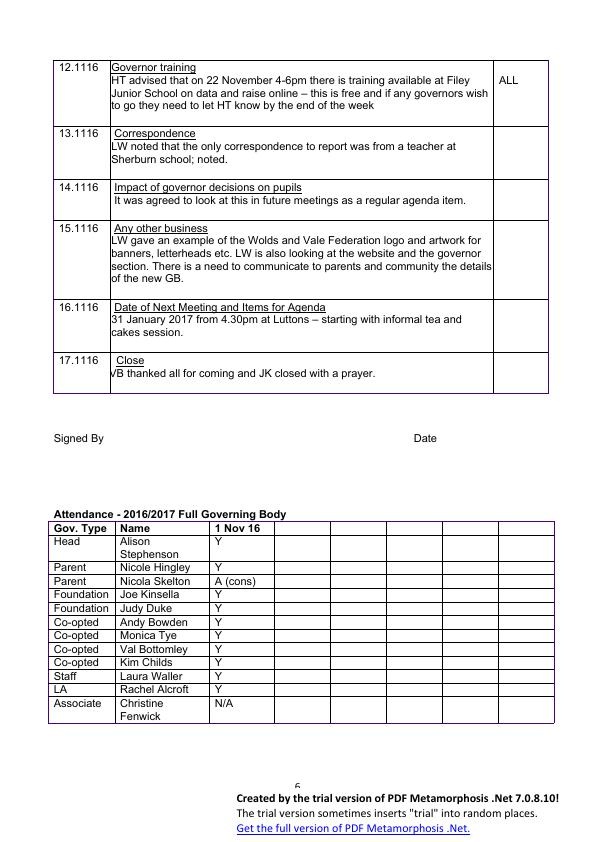 12.1116 Governor training
HT advised that on 22 November 4-6pm there is training available at Filey ALL
Junior School on data and raise online – this is free and if any governors wish
to go they need to let HT know by the end of the week
13.1116 Correspondence
LW noted that the only correspondence to report was from a teacher at
Sherburn school; noted.
14.1116 Impact of governor decisions on pupils
It was agreed to look at this in future meetings as a regular agenda item.
15.1116 Any other business
LW gave an example of the Wolds and Vale Federation logo and artwork for
banners, letterheads etc. LW is also looking at the website and the governor
section. There is a need to communicate to parents and community the details
of the new GB.
16.1116 Date of Next Meeting and Items for Agenda
31 January 2017 from 4.30pm at Luttons – starting with informal tea and
cakes session.
17.1116 Close
VB thanked all for coming and JK closed with a prayer.
Signed By Date
Attendance - 2016/2017 Full Governing Body
Gov. Type Name 1 Nov 16
Head Alison Y
Stephenson
Parent Nicole Hingley Y
Parent Nicola Skelton A (cons)
Foundation Joe Kinsella Y
Foundation Judy Duke Y
Co-opted Andy Bowden Y
Co-opted Monica Tye Y
Co-opted Val Bottomley Y
Co-opted Kim Childs Y
Staff Laura Waller Y
LA Rachel Alcroft Y
Associate Christine N/A
Fenwick
6
Created by the trial version of PDF Metamorphosis .Net 7.0.8.10!
The trial version sometimes inserts "trial" into random places.
Get the full version of PDF Metamorphosis .Net.